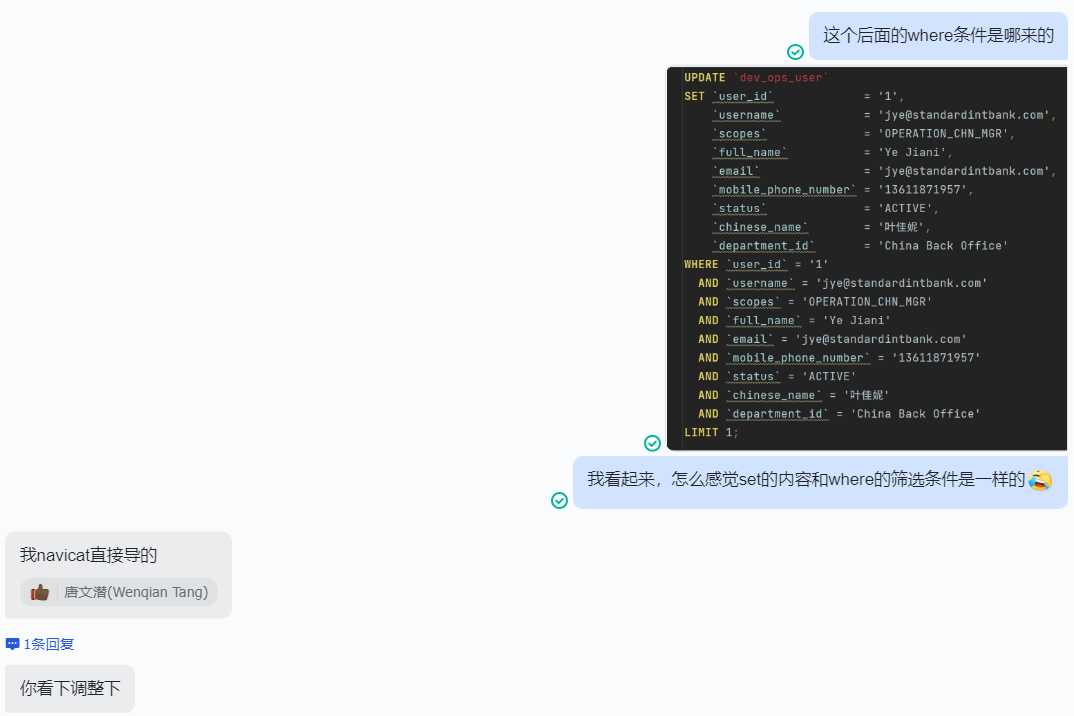 这个后面的where条件是哪来的
UPDATE `dev_ops_user`
SET `user_id` = '1',
`username` = 'jye@standardintbank.com',
`scopes` = 'OPERATION_CHN_MGR',
`full_name` = 'Ye Jiani',
`email` = 'jye@standardintbank.com',
`mobile_phone_number` = '13611871957',
`status` = 'ACTIVE',
`chinese_name` = '叶佳妮',
`department_id` = 'China Back Office'
WHERE `user_id` = '1'
AND `username` = 'jye@standardintbank.com'
AND `scopes` = 'OPERATION_CHN_MGR'
AND `full_name` = 'Ye Jiani'
AND `email` = 'jye@standardintbank.com'
AND `mobile_phone_number` = '13611871957'
AND `status` = 'ACTIVE'
AND `chinese_name` = '叶佳妮'
AND `department_id` = 'China Back Office'
LIMIT 1;
我看起来，怎么感觉set的内容和where的筛选条件是一样的
我navicat直接导的
唐文潜(Wenqian Tang)
1条回复
你看下调整下